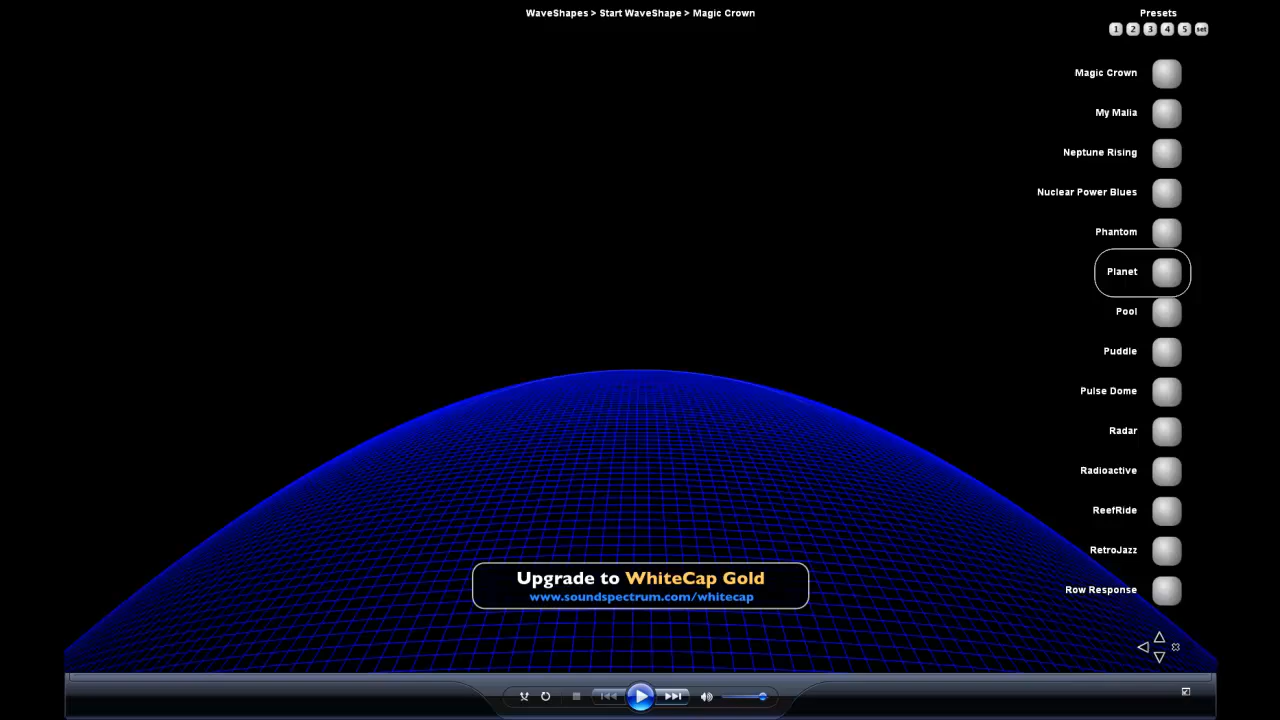 WaveShapes > Start WaveShape > Magic Crown
Presets
1 2 3 4 5 set
Magic Crown
My Malia
Neptune Rising
Nuclear Power Blues
Phantom
Planet
Pool
Puddle
Pulse Dome
Radar
Radioactive
ReefRide
RetroJazz
Row Response
Upgrade to WhiteCap Gold
www.soundspectrum.com/whitecap